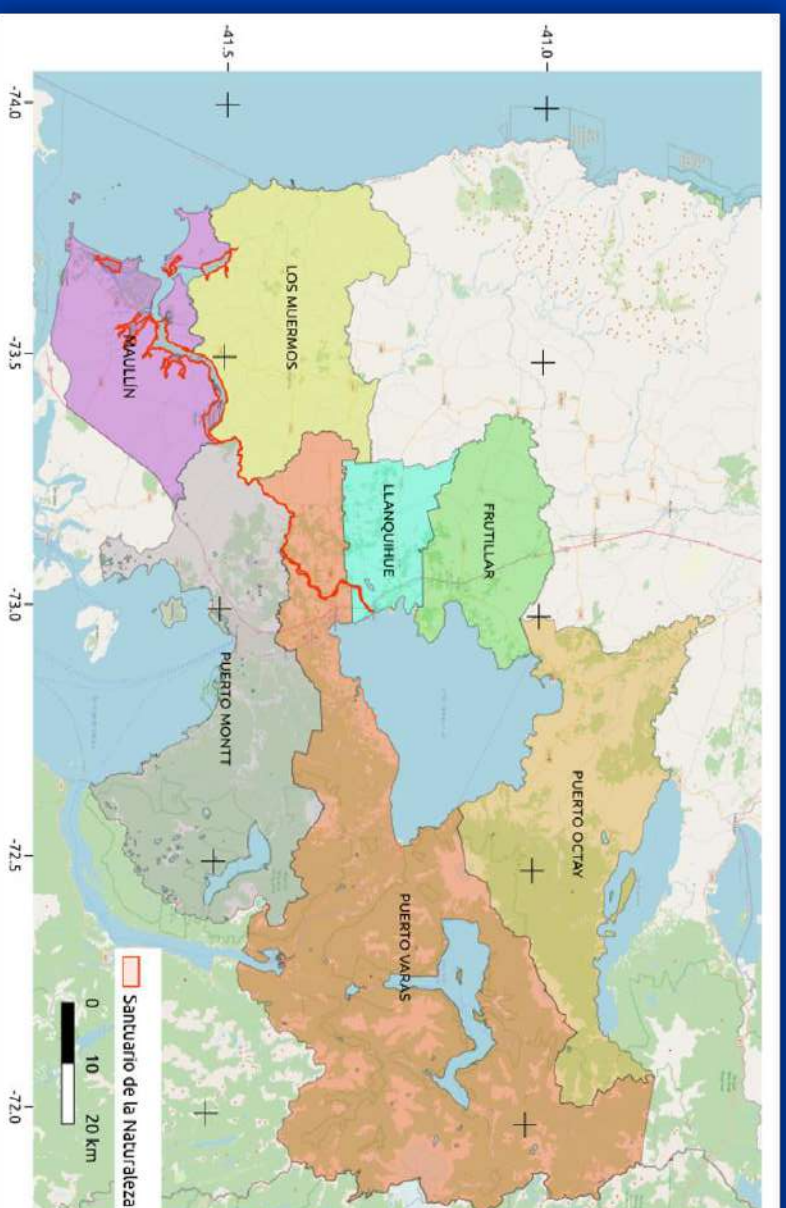 -41.5
-41.0
-74.0
-73.5
-73.0
-72.5
-72.0
LOS MUERMOS
MAULLÍN
LLANQUIHUE
FRUTILLAR
PUERTO OCTAY
PUERTO MONTT
PUERTO VARAS
Santuario de la Naturaleza
0 10 20 km